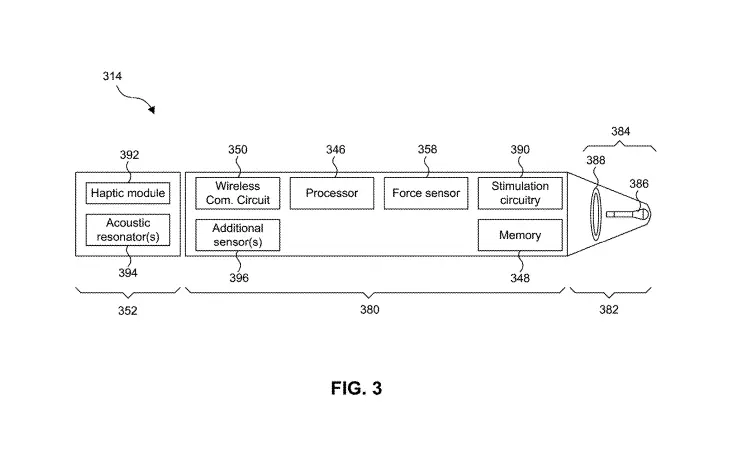 314
384
392
350
346
358
390
388
386
Haptic module
Wireless
Com. Circuit
Processor
Force sensor
Stimulation
circuitry
Acoustic
resonator(s)
Additional
sensor(s)
Memory
394
396
348
352
380
382
FIG. 3